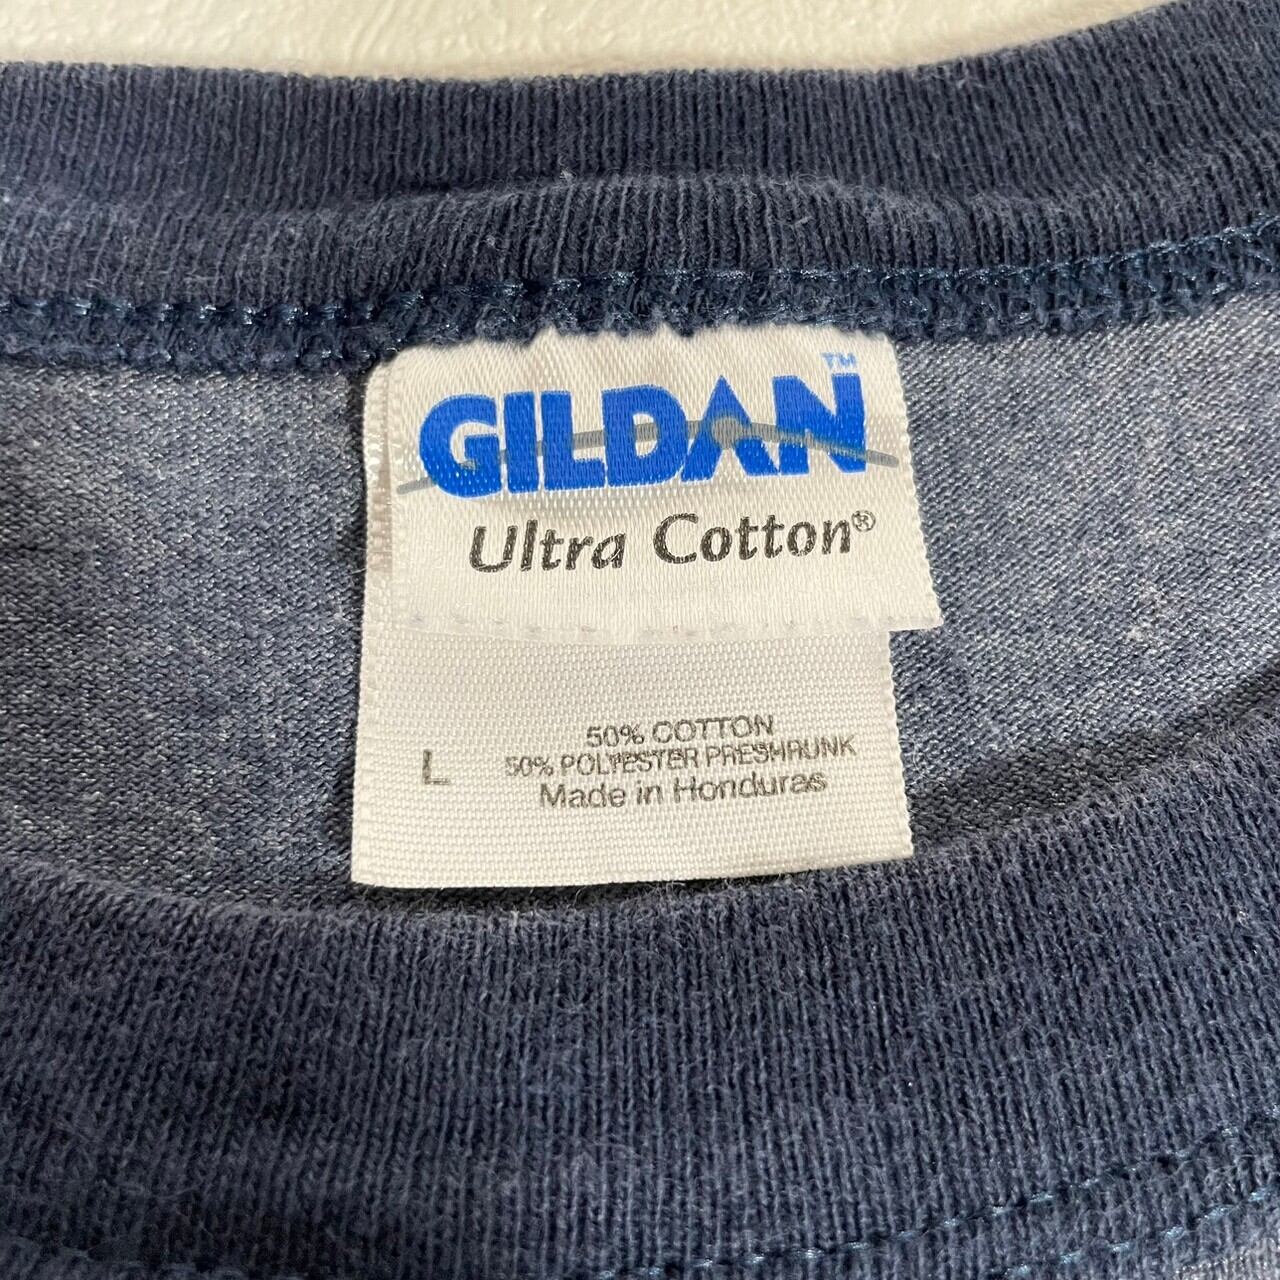 GILDAN™
Ultra Cotton®
50% COTTON
50% POLYESTER PRESHRUNK
L
Made in Honduras